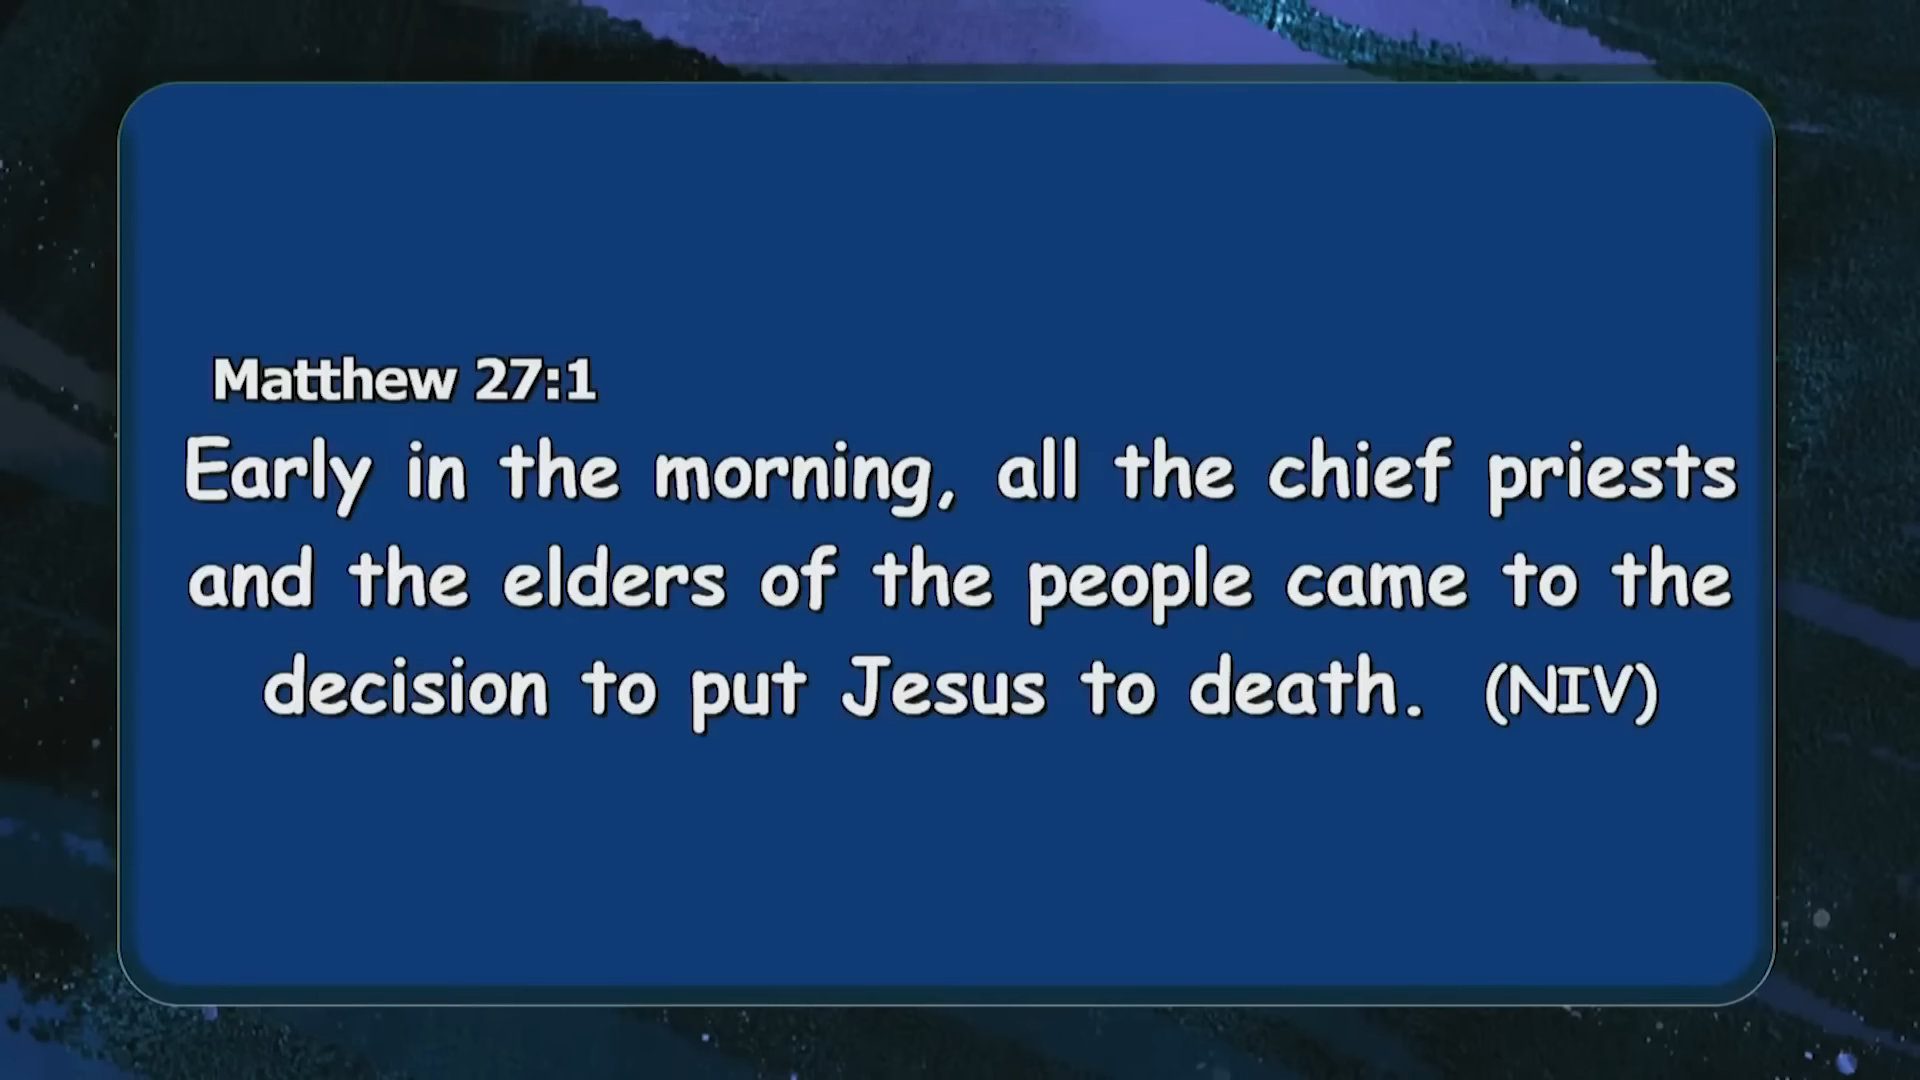 Matthew 27:1
Early in the morning, all the chief priests
and the elders of the people came to the
decision to put Jesus to death. (NIV)